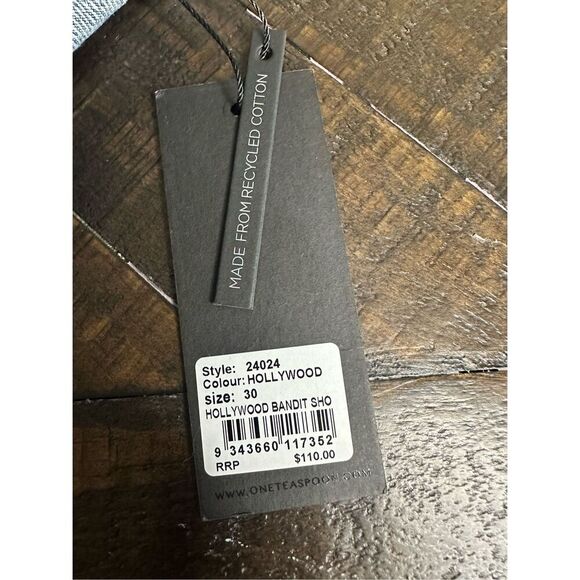 MADE FROM RECYCLED COTTON
Style: 24024
Colour: HOLLYWOOD
size: 30
HOLLYWOOD BANDIT SHO
9 343660 117352
RRP $110.00
WWW.ONETEASPOON.COM